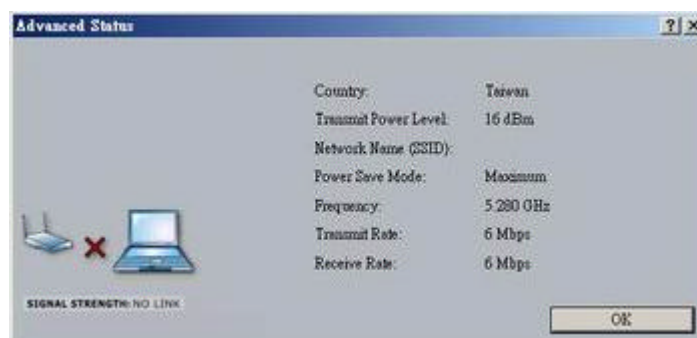 Advanced Status
Country: Taiwan
Transmit Power Level: 16 dBm
Network Name (SSID):
Power Save Mode: Maximum
Frequency: 5.280 GHz
Transmit Rate: 6 Mbps
Receive Rate: 6 Mbps
SIGNAL STRENGTH: NO LINK
OK